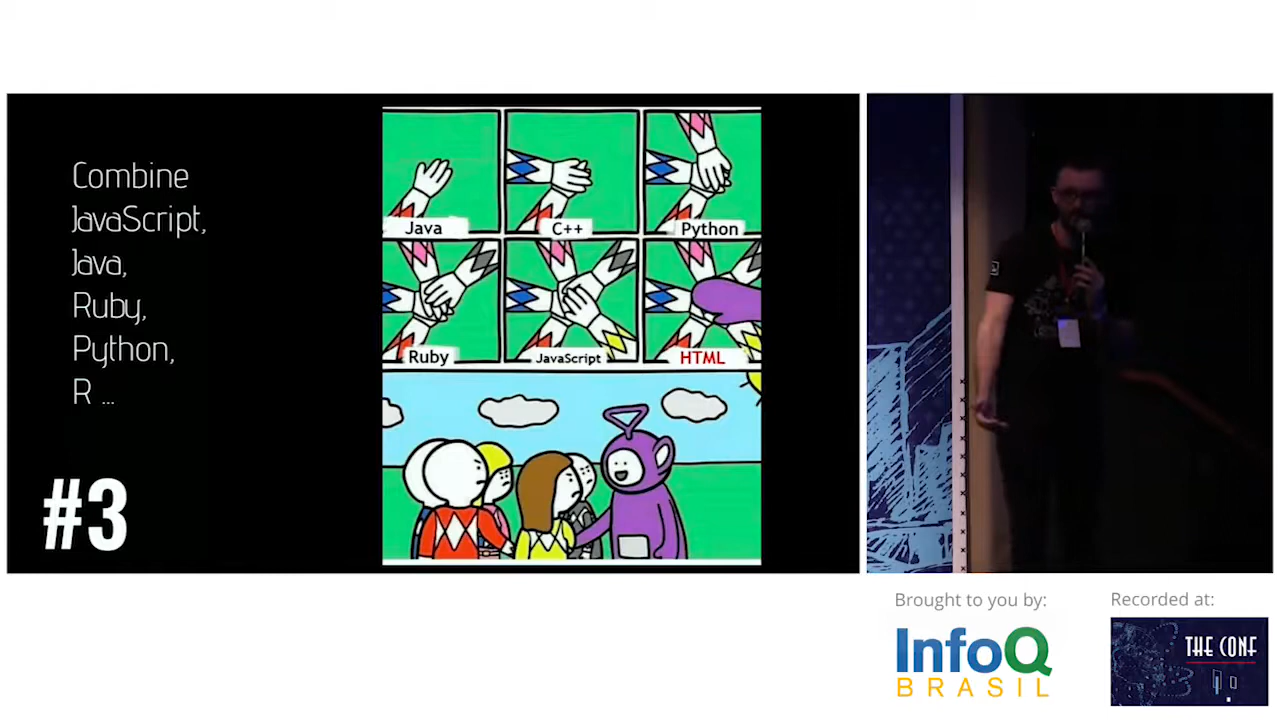 Combine
JavaScript,
Java,
Ruby,
Python,
R ...
#3
Java
C++
Python
Ruby
JavaScript
HTML
Brought to you by:
InfoQ
BRASIL
Recorded at:
THE CONF